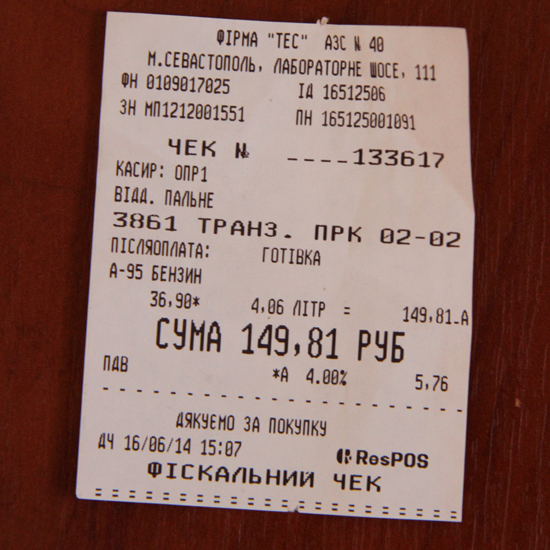 ФІРМА "ТЕС" АЗС N 40
М.СЕВАСТОПОЛЬ, ЛАБОРАТОРНЕ ШОСЕ, 111
ФН 0109017025 ІД 16512506
ЗН МП1212001551 ПН 165125001091
ЧЕК № ____133617
КАСИР: ОПР1
ВІДД. ПАЛЬНЕ
3861 ТРАНЗ. ПРК 02-02
ПІСЛЯОПЛАТА: ГОТІВКА
А-95 БЕНЗИН
36,90* 4,06 ЛІТР = 149,81_А
СУМА 149,81 РУБ
ПДВ *А 4.00% 5,76
ДЯКУЄМО ЗА ПОКУПКУ
ДЧ 16/06/14 15:07 ResPOS
ФІСКАЛЬНИЙ ЧЕК